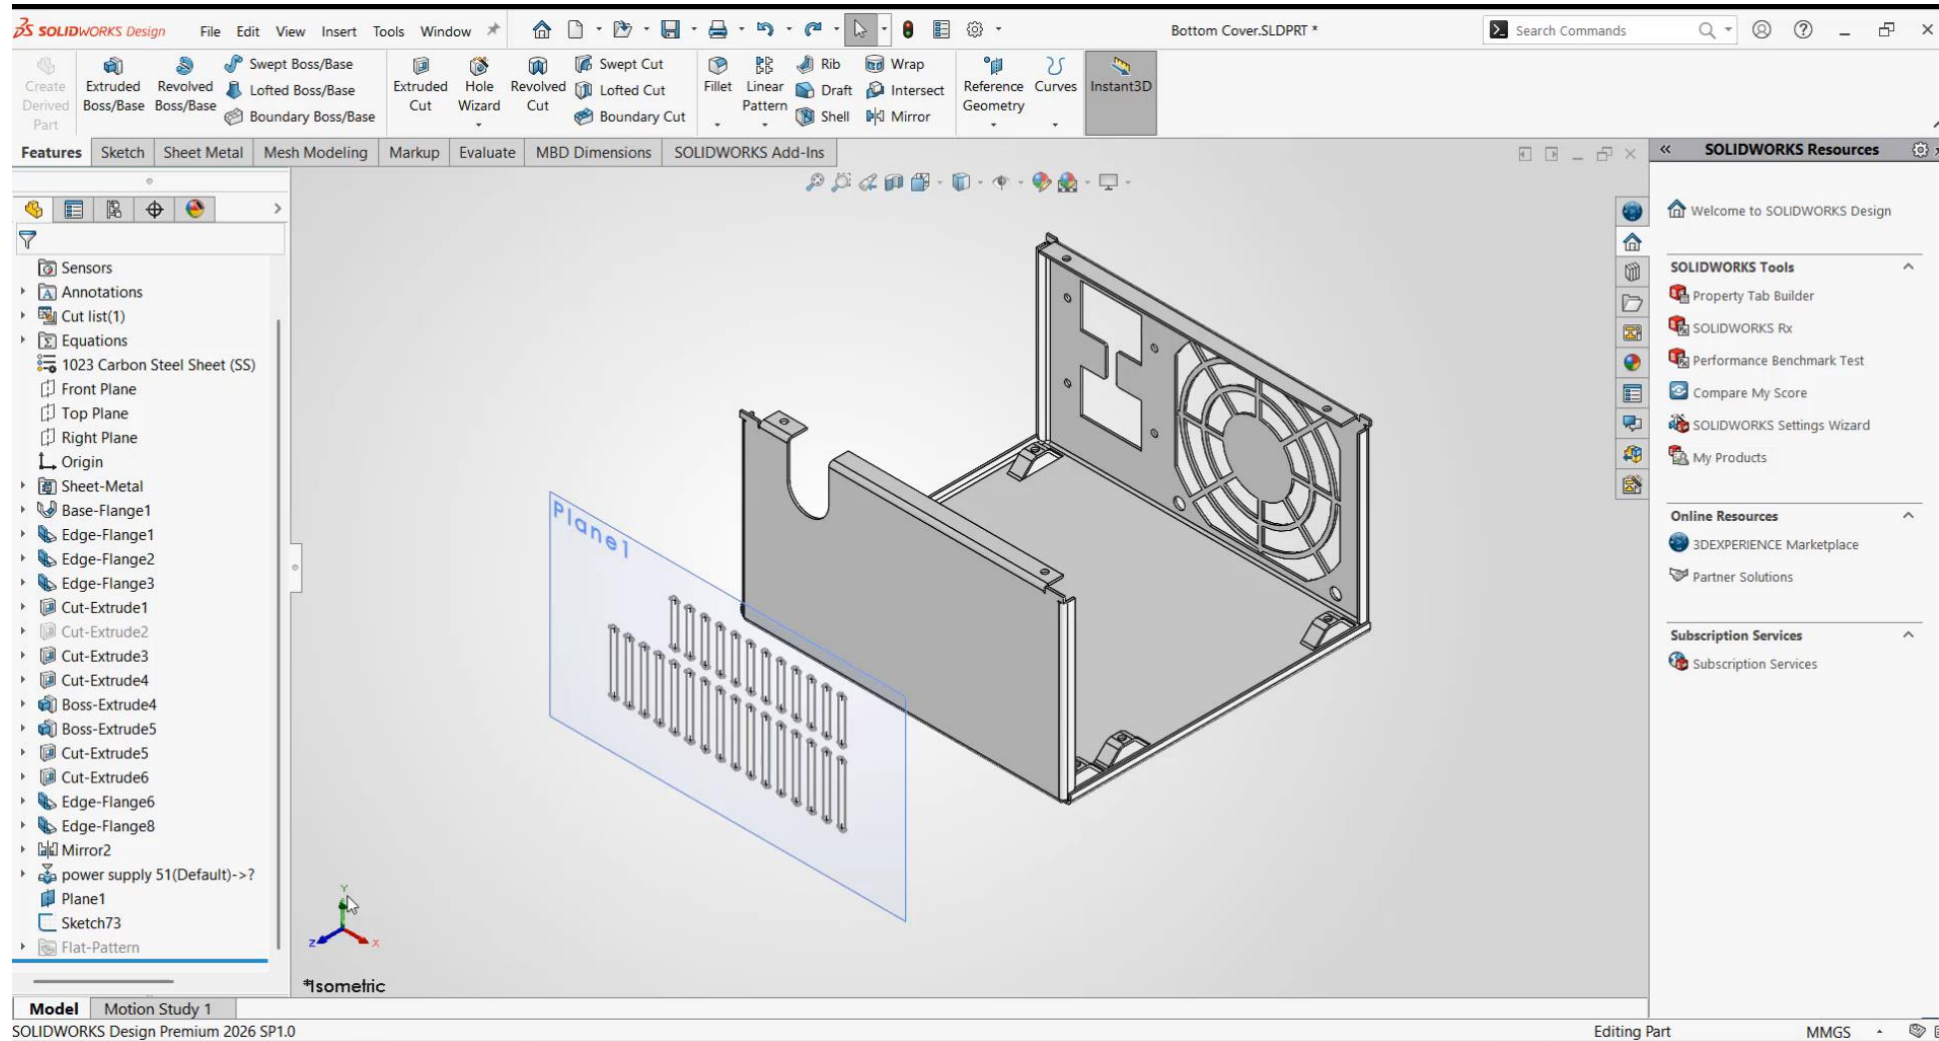 SOLIDWORKS Design File Edit View Insert Tools Window Bottom Cover.SLDPRT * Search Commands
Create Derived Part
Extruded Boss/Base
Revolved Boss/Base
Swept Boss/Base
Lofted Boss/Base
Boundary Boss/Base
Extruded Cut
Hole Wizard
Revolved Cut
Swept Cut
Lofted Cut
Boundary Cut
Fillet
Linear Pattern
Rib
Draft
Shell
Wrap
Intersect
Mirror
Reference Geometry
Curves
Instant3D
Features Sketch Sheet Metal Mesh Modeling Markup Evaluate MBD Dimensions SOLIDWORKS Add-Ins
Sensors
Annotations
Cut list(1)
Equations
1023 Carbon Steel Sheet (SS)
Front Plane
Top Plane
Right Plane
Origin
Sheet-Metal
Base-Flange1
Edge-Flange1
Edge-Flange2
Edge-Flange3
Cut-Extrude1
Cut-Extrude2
Cut-Extrude3
Cut-Extrude4
Boss-Extrude4
Boss-Extrude5
Cut-Extrude5
Cut-Extrude6
Edge-Flange6
Edge-Flange8
Mirror2
power supply 51(Default)->?
Plane1
Sketch73
Flat-Pattern
Plane1
Y
Z
X
*Isometric
SOLIDWORKS Resources
Welcome to SOLIDWORKS Design
SOLIDWORKS Tools
Property Tab Builder
SOLIDWORKS Rx
Performance Benchmark Test
Compare My Score
SOLIDWORKS Settings Wizard
My Products
Online Resources
3DEXPERIENCE Marketplace
Partner Solutions
Subscription Services
Subscription Services
Model Motion Study 1
SOLIDWORKS Design Premium 2026 SP1.0 Editing Part MMGS